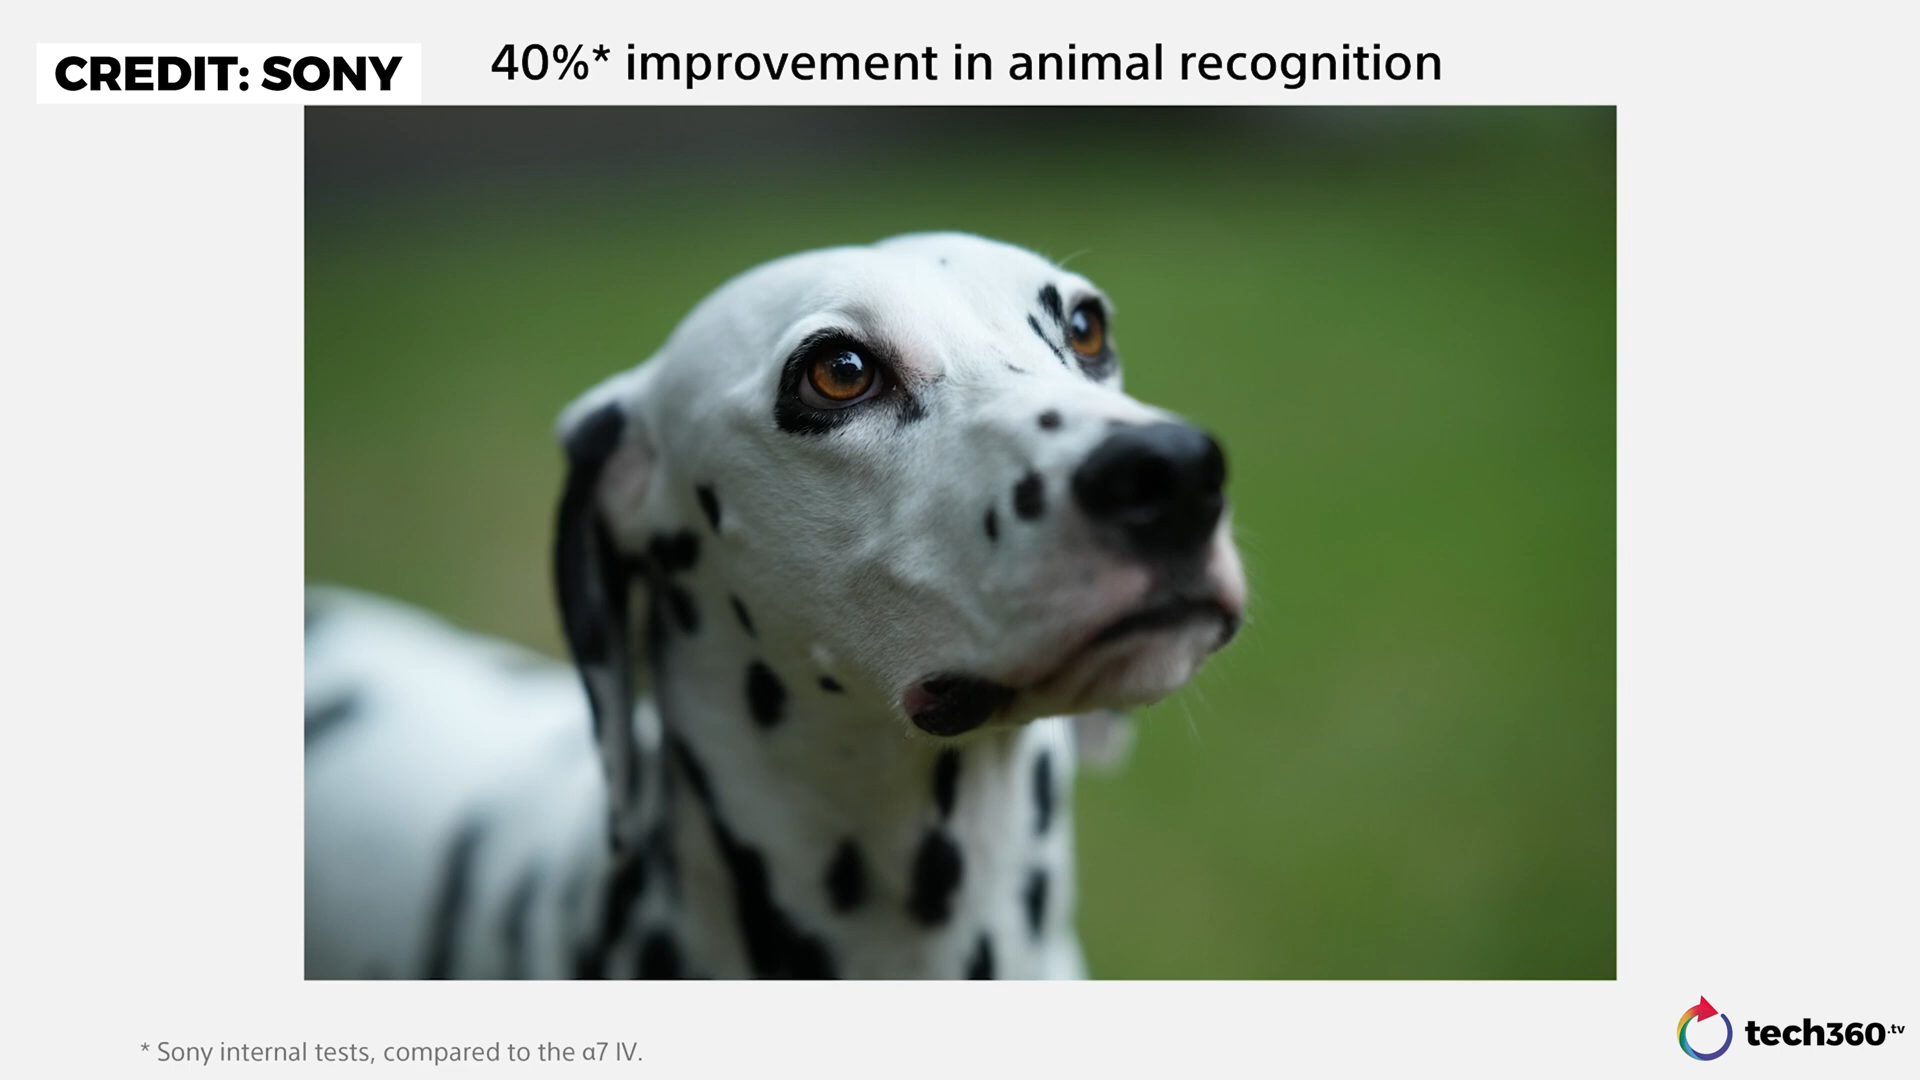 CREDIT: SONY
40%* improvement in animal recognition
* Sony internal tests, compared to the α7 IV.
tech360.tv